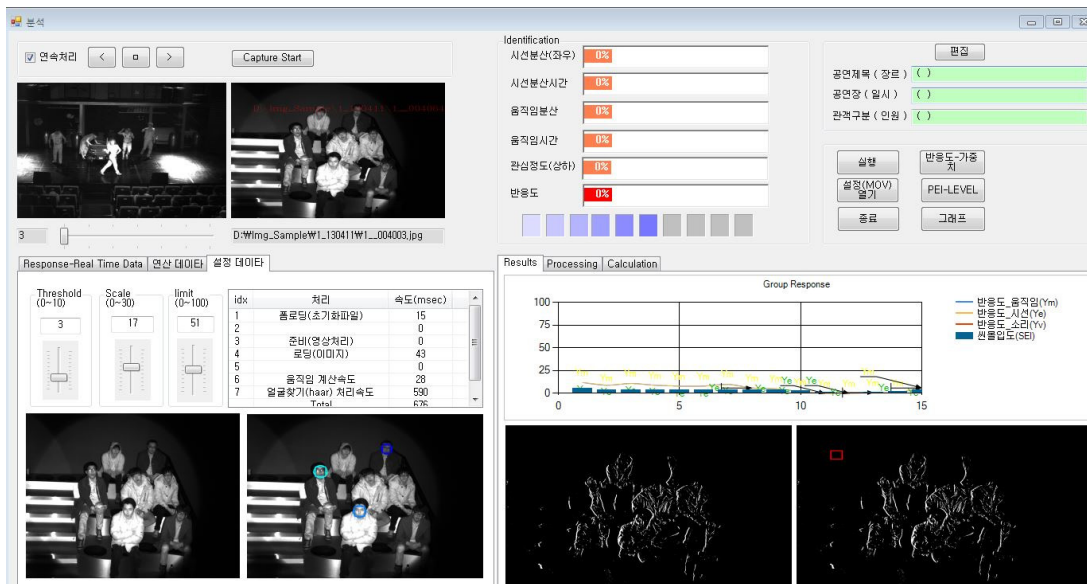 분석
연속처리
<
>
Capture Start
3
D:₩Img_Sample₩1_130411₩1__004003.jpg
Identification
시선분산(좌우)
0%
시선분산시간
0%
움직임분산
0%
움직임시간
0%
관심정도(상하)
0%
반응도
0%
편집
공연제목 ( 장르 )
( )
공연장 ( 일시 )
( )
관객구분 ( 인원 )
( )
실행
반응도-가중
치
설정(MOV)
열기
PEI-LEVEL
종료
그래프
Response-Real Time Data
연산 데이타
설정 데이타
Threshold
(0~10)
3
Scale
(0~30)
17
limit
(0~100)
51
idx 처리 속도(msec)
1 폼로딩(초기화파일) 15
2 0
3 준비(영상처리) 0
4 로딩(이미지) 43
5 0
6 움직임 계산속도 28
7 얼굴찾기(haar) 처리속도 590
Total 676
Results
Processing
Calculation
Group Response
100
75
50
25
0
0 5 10 15
반응도_움직임(Ym)
반응도_시선(Ye)
반응도_소리(Yv)
씬몰입도(SEI)